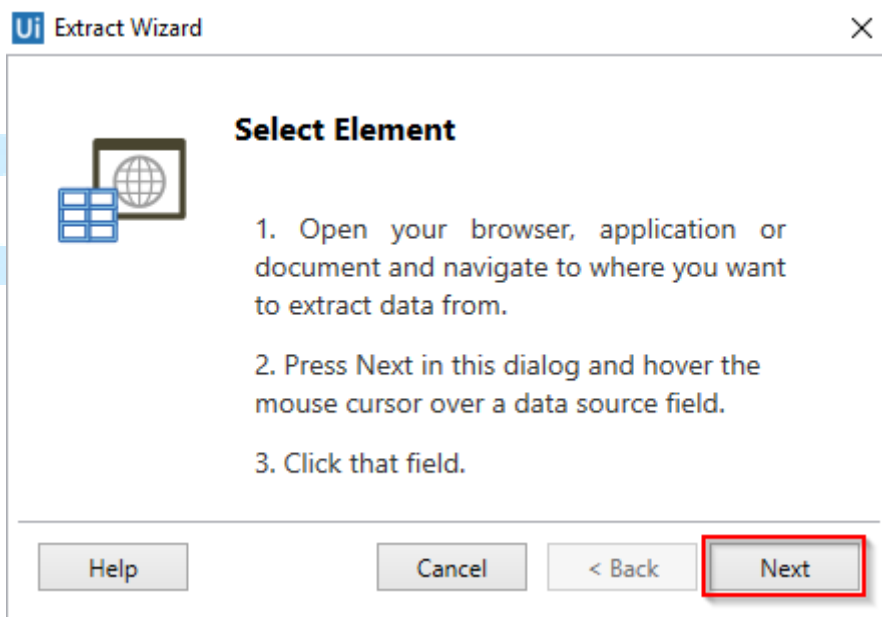 Ui Extract Wizard
Select Element
1. Open your browser, application or
document and navigate to where you want
to extract data from.
2. Press Next in this dialog and hover the
mouse cursor over a data source field.
3. Click that field.
Help Cancel < Back Next